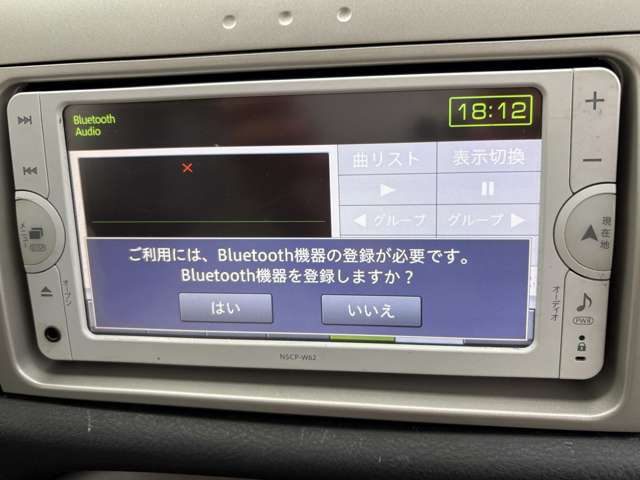 Bluetooth
Audio
18:12
曲リスト
表示切換
◀ グループ
グループ ▶
ご利用には、Bluetooth機器の登録が必要です。
Bluetooth機器を登録しますか？
はい
いいえ
メニュー
オープン
現在地
オーディオ
PWR
NSCP-W62